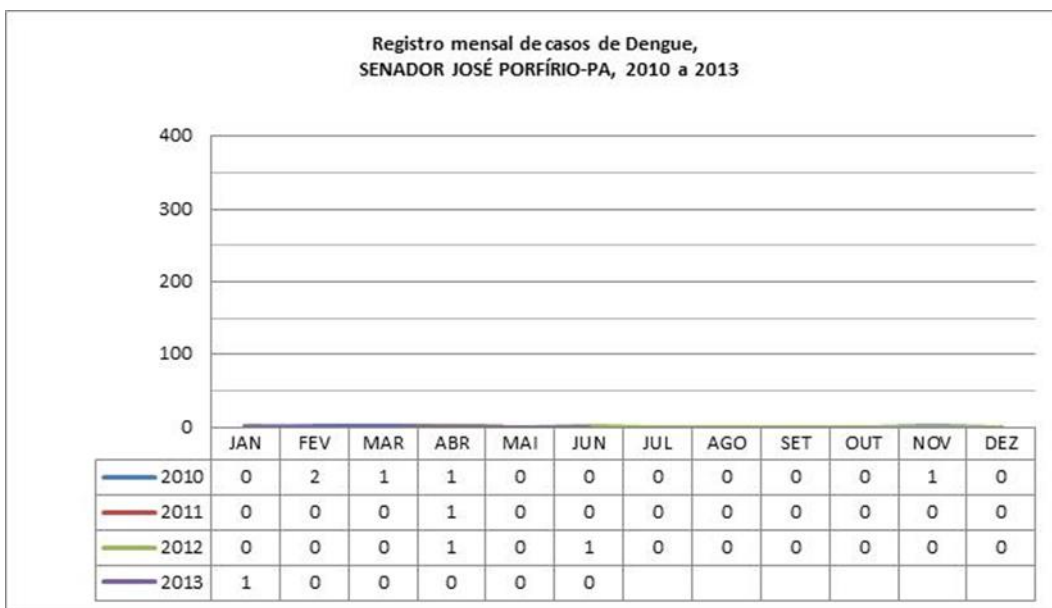 Registro mensal de casos de Dengue,
SENADOR JOSÉ PORFÍRIO-PA, 2010 a 2013
400
300
200
100
0
JAN FEV MAR ABR MAI JUN JUL AGO SET OUT NOV DEZ
2010 0 2 1 1 0 0 0 0 0 0 1 0
2011 0 0 0 1 0 0 0 0 0 0 0 0
2012 0 0 0 1 0 1 0 0 0 0 0 0
2013 1 0 0 0 0 0